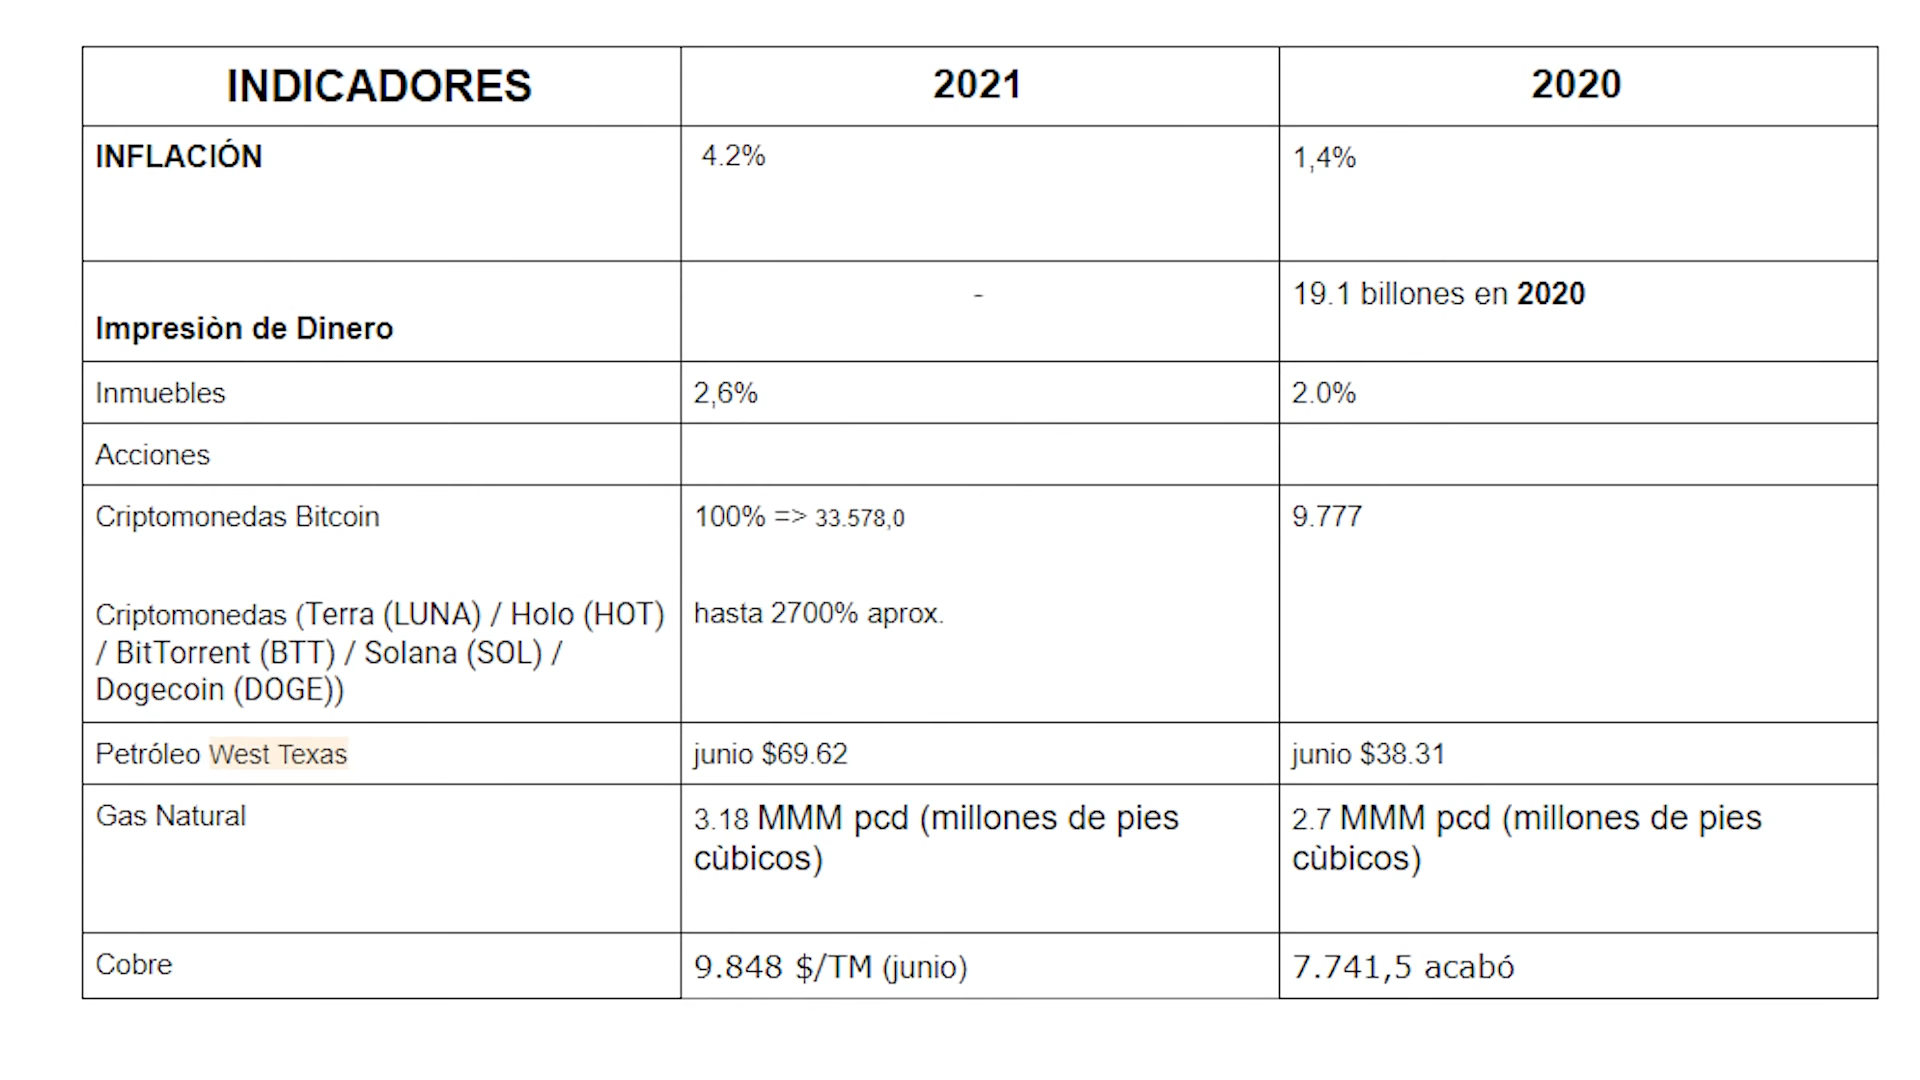 INDICADORES 2021 2020
INFLACIÓN 4.2% 1,4%
Impresiòn de Dinero - 19.1 billones en 2020
Inmuebles 2,6% 2.0%
Acciones
Criptomonedas Bitcoin 100% => 33.578,0 9.777
Criptomonedas (Terra (LUNA) / Holo (HOT) hasta 2700% aprox.
/ BitTorrent (BTT) / Solana (SOL) /
Dogecoin (DOGE))
Petróleo West Texas junio $69.62 junio $38.31
Gas Natural 3.18 MMM pcd (millones de pies 2.7 MMM pcd (millones de pies
cùbicos) cùbicos)
Cobre 9.848 $/TM (junio) 7.741,5 acabó